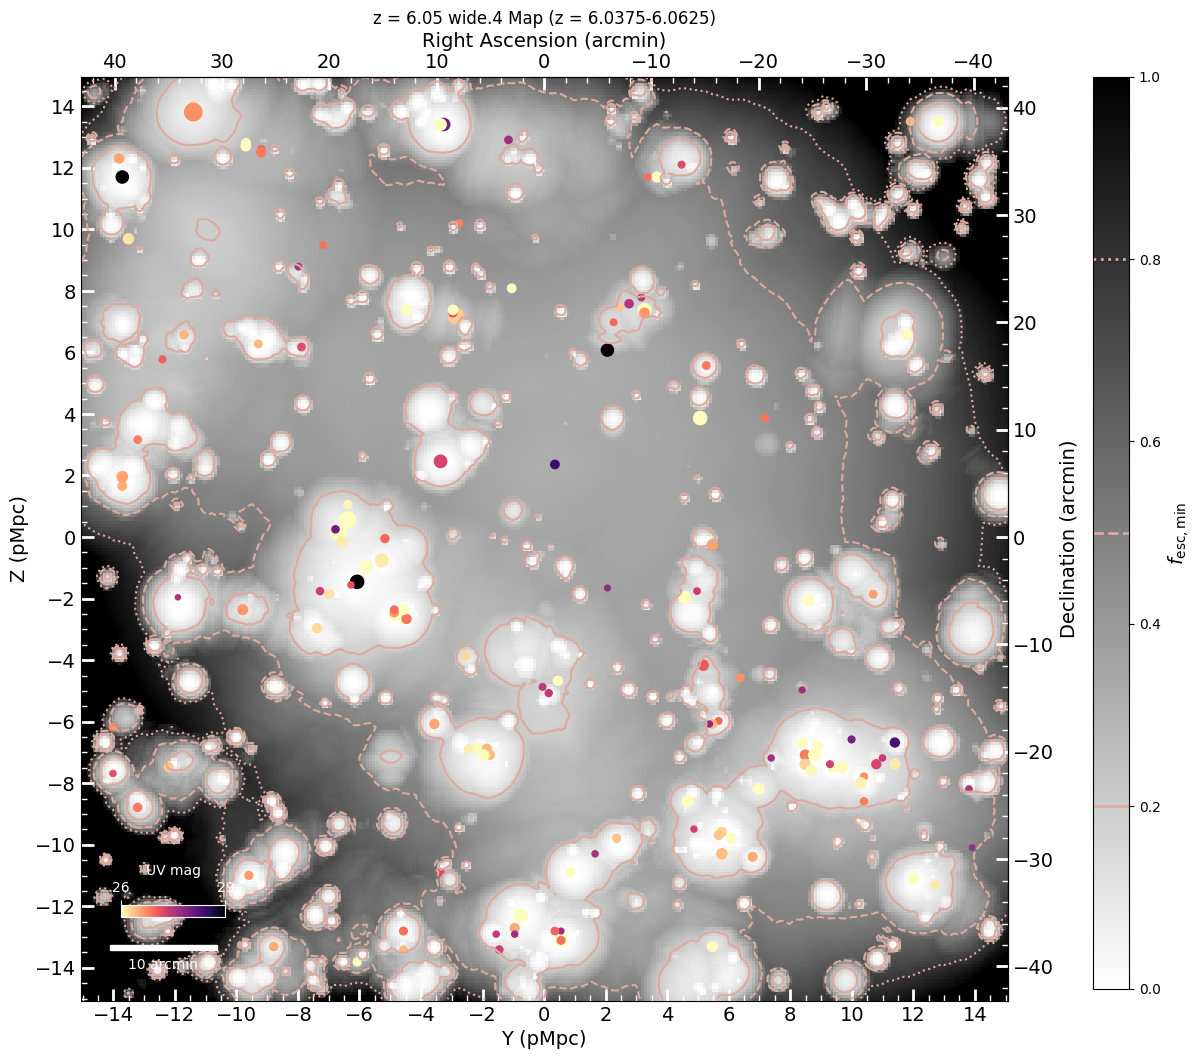 z = 6.05 wide.4 Map (z = 6.0375-6.0625)
Right Ascension (arcmin)
40 30 20 10 0 −10 −20 −30 −40
14 12 10 8 6 4 2 0 −2 −4 −6 −8 −10 −12 −14
Z (pMpc)
40 30 20 10 0 −10 −20 −30 −40
Declination (arcmin)
1.0 0.8 0.6 0.4 0.2 0.0
fesc,min
UV mag
26 29
10 arcmin
−14 −12 −10 −8 −6 −4 −2 0 2 4 6 8 10 12 14
Y (pMpc)